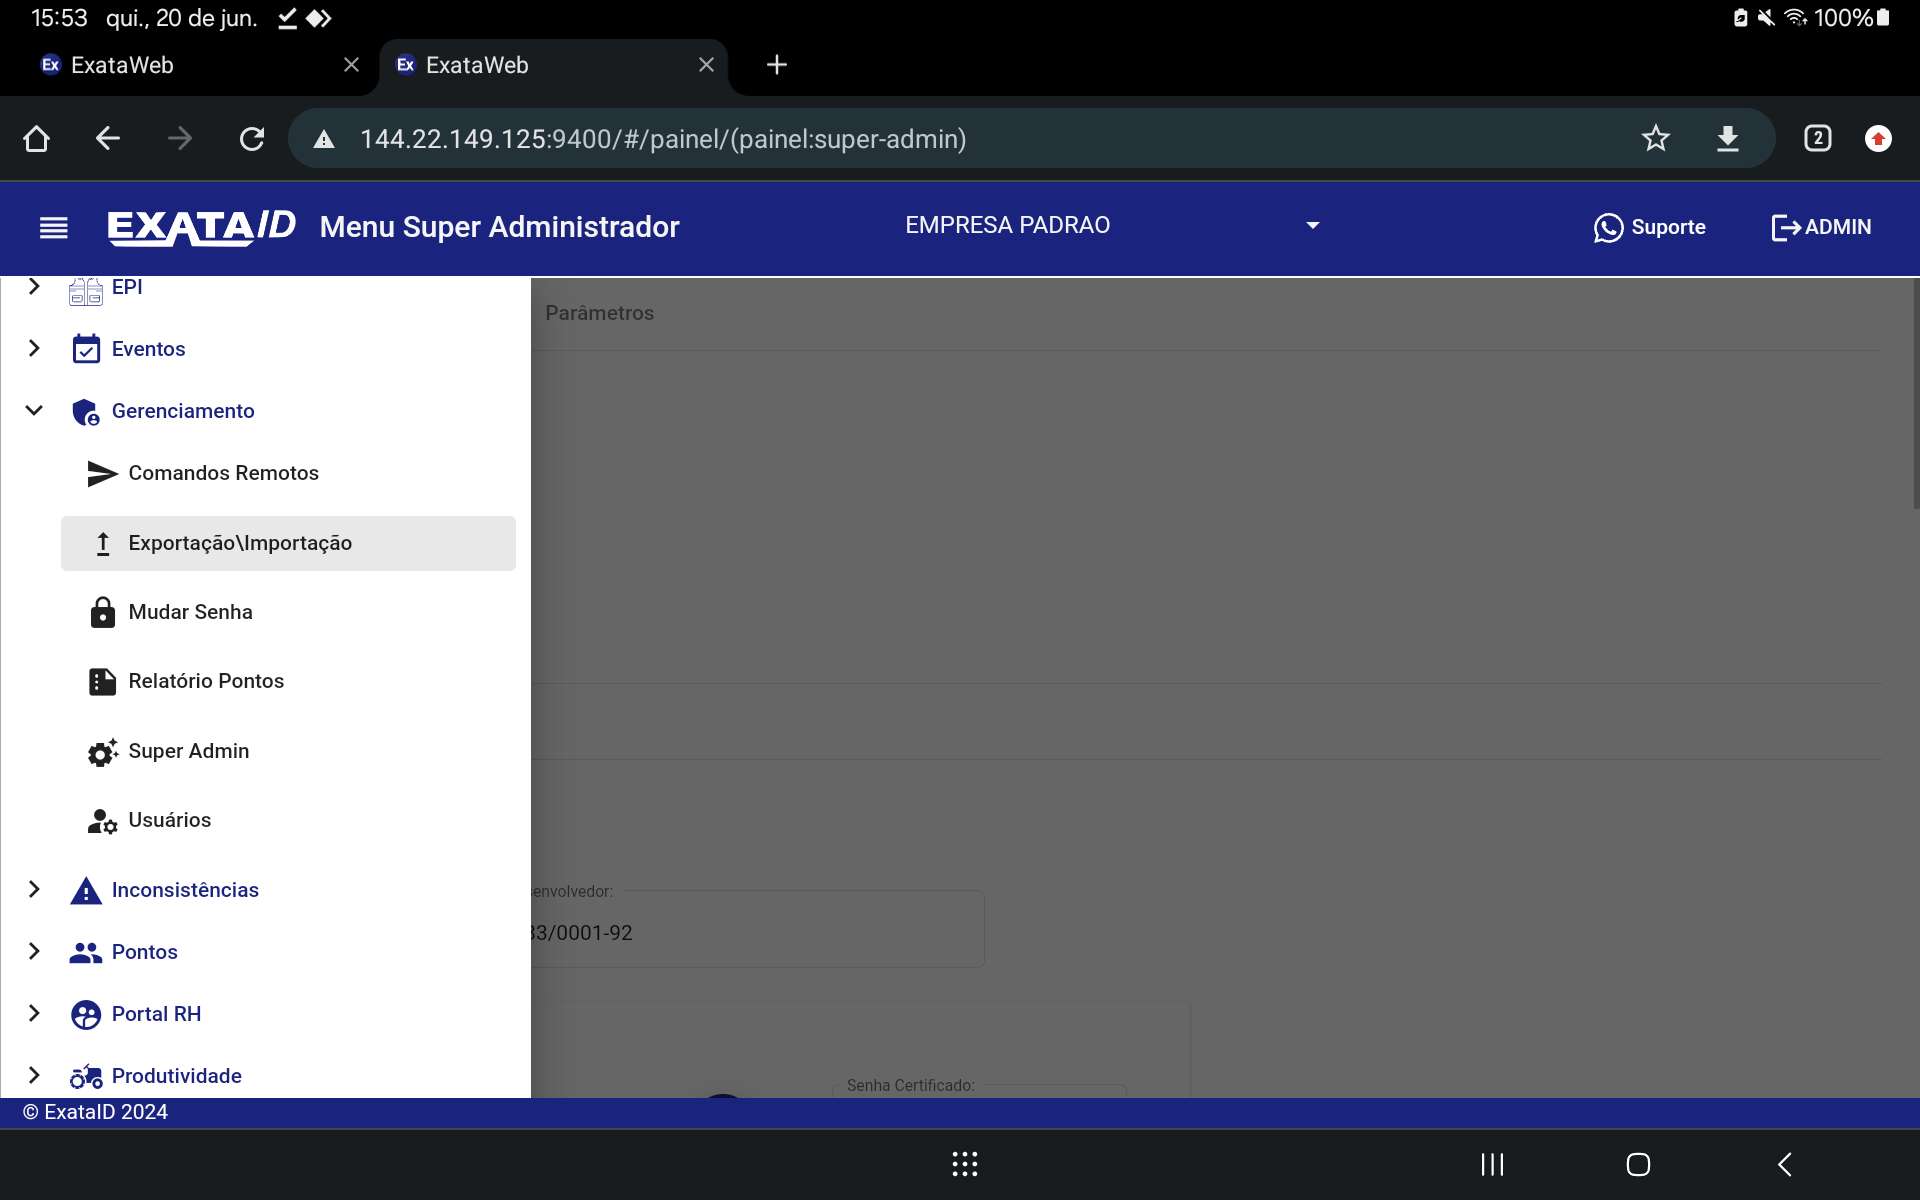 15:53 qui., 20 de jun. 100%
Ex ExataWeb Ex ExataWeb
144.22.149.125:9400/#/painel/(painel:super-admin) 2
EXATAID Menu Super Administrador EMPRESA PADRAO Suporte ADMIN
EPI
Parâmetros
Eventos
Gerenciamento
Comandos Remotos
Exportação\Importação
Mudar Senha
Relatório Pontos
Super Admin
Usuários
Inconsistências
envolvedor:
33/0001-92
Pontos
Portal RH
Produtividade
Senha Certificado:
© ExataID 2024